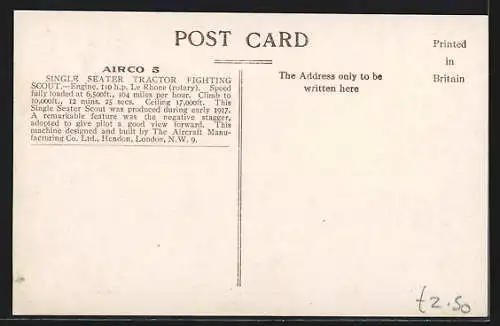 POST CARD
Printed
in
Britain
AIRCO 5
SINGLE SEATER TRACTOR FIGHTING
SCOUT.—Engine, 110 h.p. Le Rhone (rotary). Speed
fully loaded at 6,500ft., 104 miles per hour. Climb to
10,000ft., 12 mins. 25 secs. Ceiling 17,000ft. This
Single Seater Scout was produced during early 1917.
A remarkable feature was the negative stagger,
adopted to give pilot a good view forward. This
machine designed and built by The Aircraft Manu-
facturing Co. Ltd., Hendon, London, N.W. 9.
The Address only to be
written here
£2.50